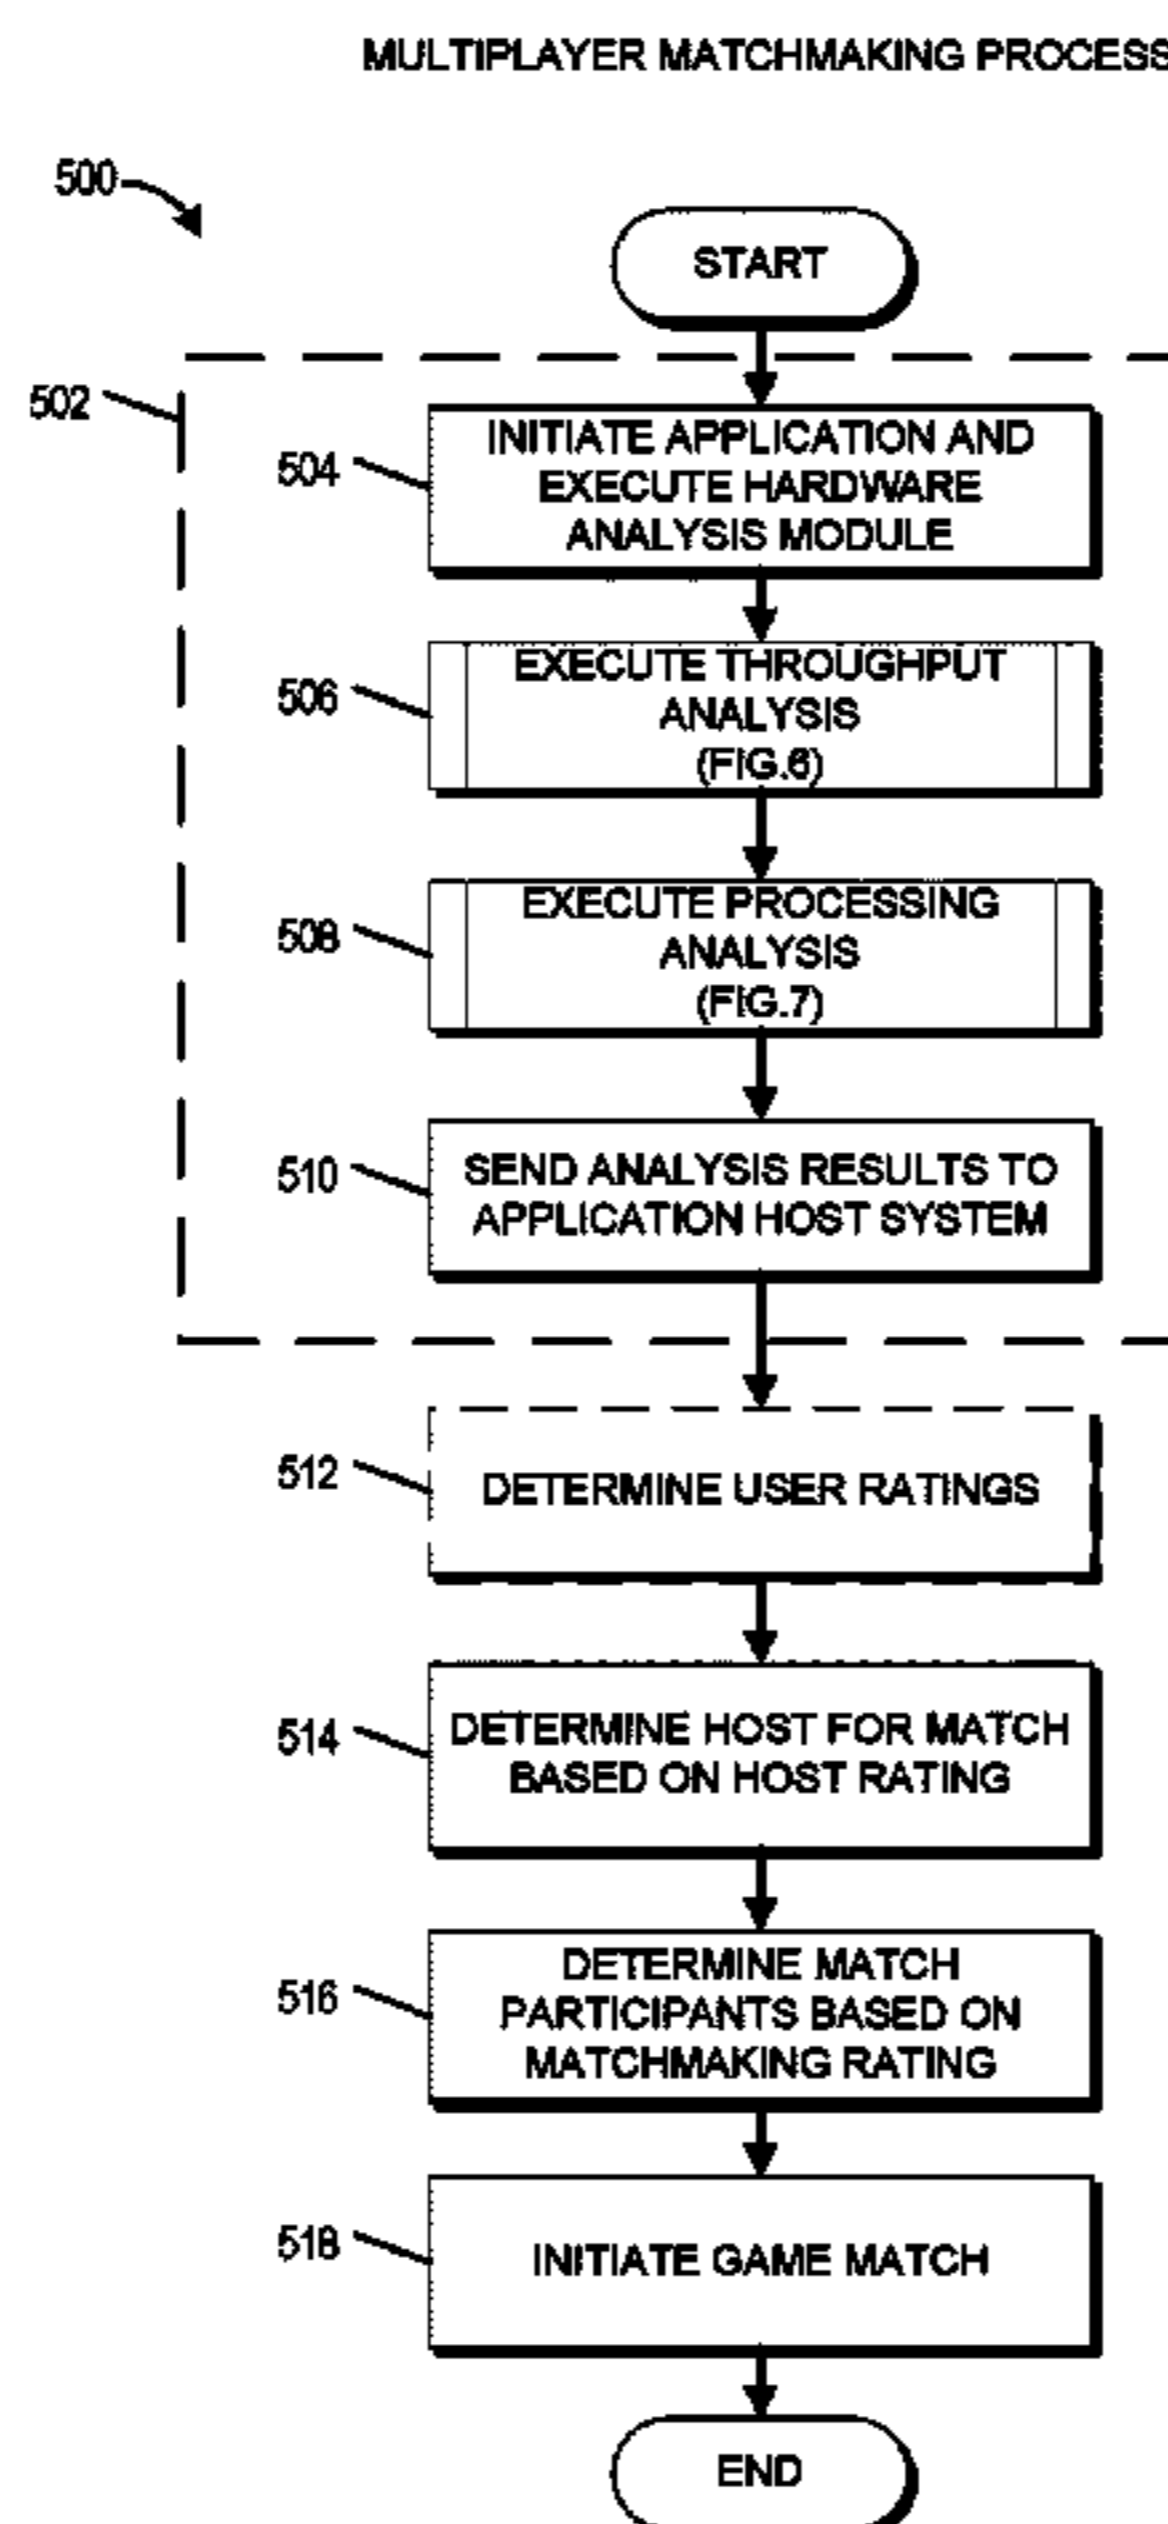 MULTIPLAYER MATCHMAKING PROCESS
500
START
502
504
INITIATE APPLICATION AND
EXECUTE HARDWARE
ANALYSIS MODULE
506
EXECUTE THROUGHPUT
ANALYSIS
(FIG.6)
508
EXECUTE PROCESSING
ANALYSIS
(FIG.7)
510
SEND ANALYSIS RESULTS TO
APPLICATION HOST SYSTEM
512
DETERMINE USER RATINGS
514
DETERMINE HOST FOR MATCH
BASED ON HOST RATING
516
DETERMINE MATCH
PARTICIPANTS BASED ON
MATCHMAKING RATING
518
INITIATE GAME MATCH
END